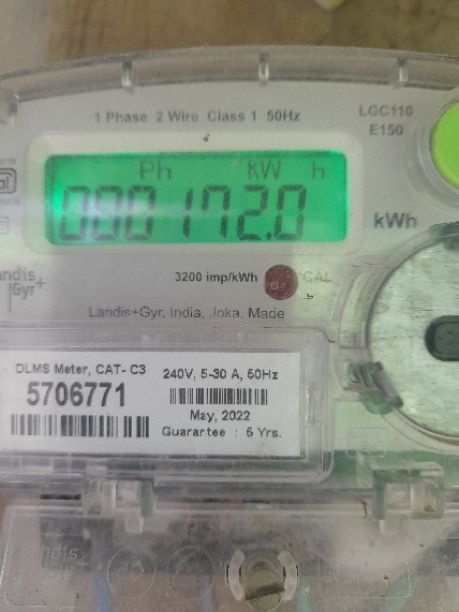 1 Phase 2 Wire Class 1 50Hz
LGC110
E150
Ph kW h
000172.0
kWh
Landis
Gyr+
3200 imp/kWh
CAL
Landis+Gyr, India, Joka, Made
DLMS Meter, CAT- C3
5706771
240V, 5-30 A, 50Hz
May, 2022
Guarantee : 5 Yrs.